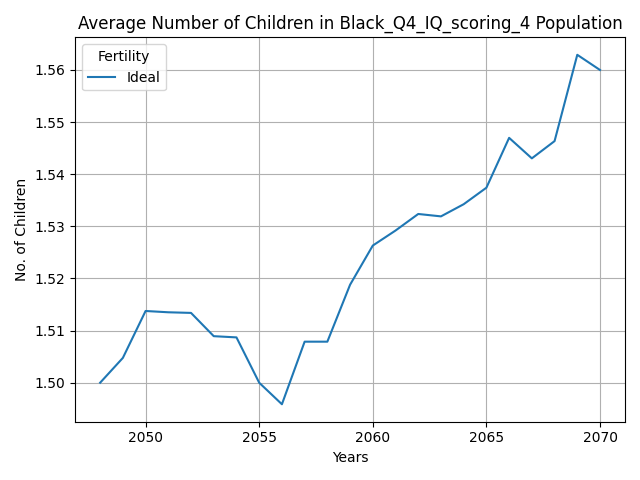 Average Number of Children in Black_Q4_IQ_scoring_4 Population
Fertility
Ideal
1.56
1.55
1.54
1.53
1.52
1.51
1.50
No. of Children
2050
2055
2060
2065
2070
Years